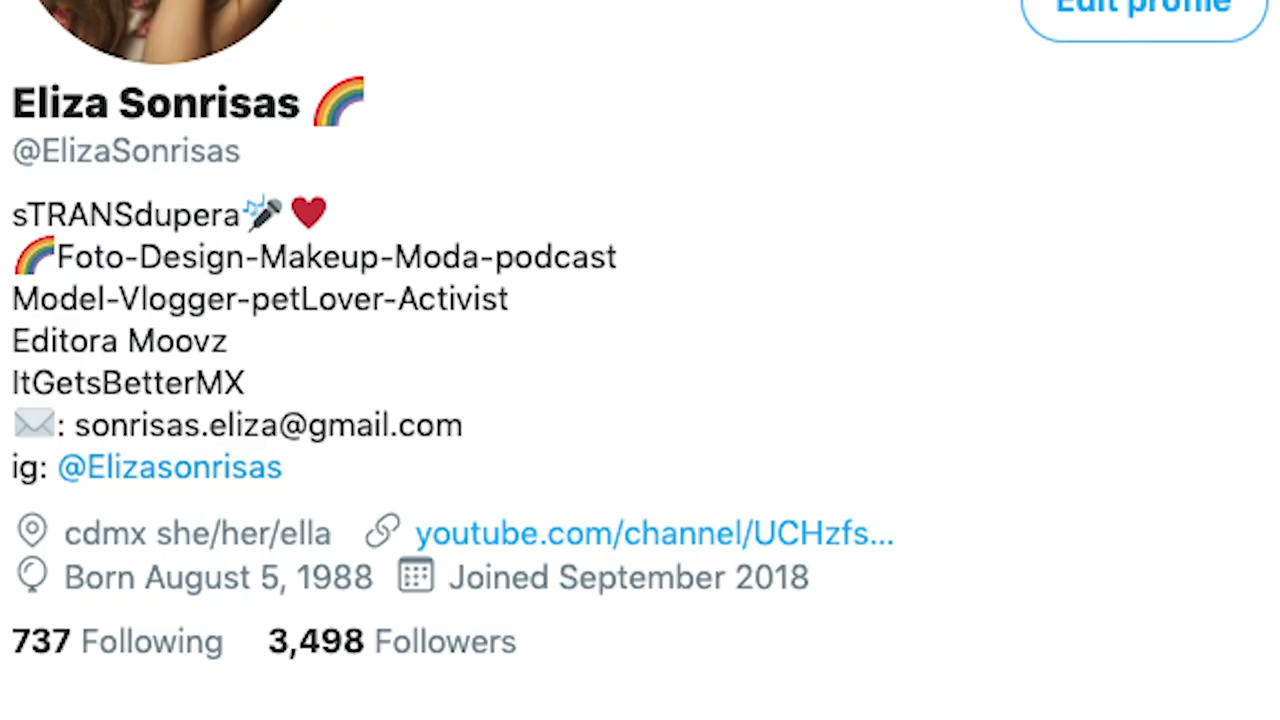 Edit profile
Eliza Sonrisas 🌈
@ElizaSonrisas
sTRANSdupera🎤❤️
🌈Foto-Design-Makeup-Moda-podcast
Model-Vlogger-petLover-Activist
Editora Moovz
ItGetsBetterMX
✉️: sonrisas.eliza@gmail.com
ig: @Elizasonrisas
cdmx she/her/ella youtube.com/channel/UCHzfs...
Born August 5, 1988 Joined September 2018
737 Following 3,498 Followers